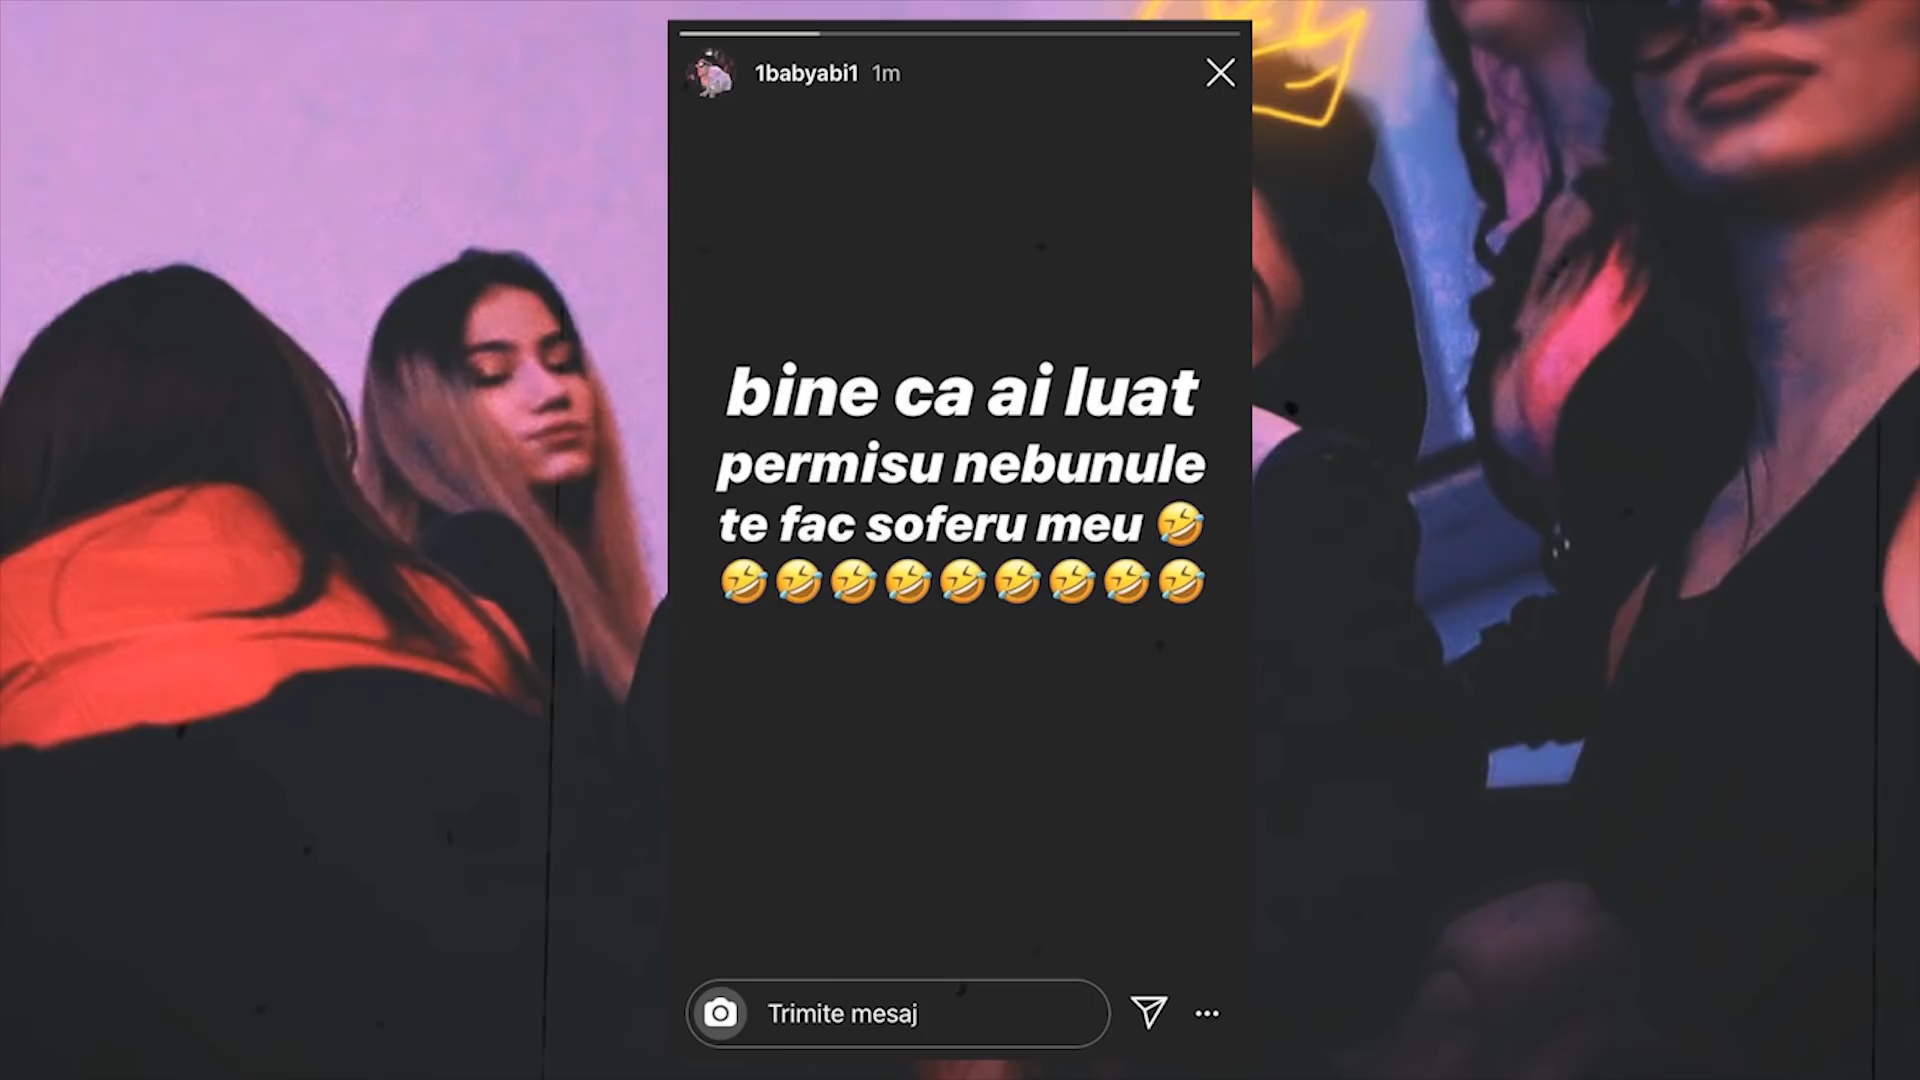 1babyabi1 1m
bine ca ai luat
permisu nebunule
te fac soferu meu 🤣
🤣🤣🤣🤣🤣🤣🤣🤣🤣
Trimite mesaj